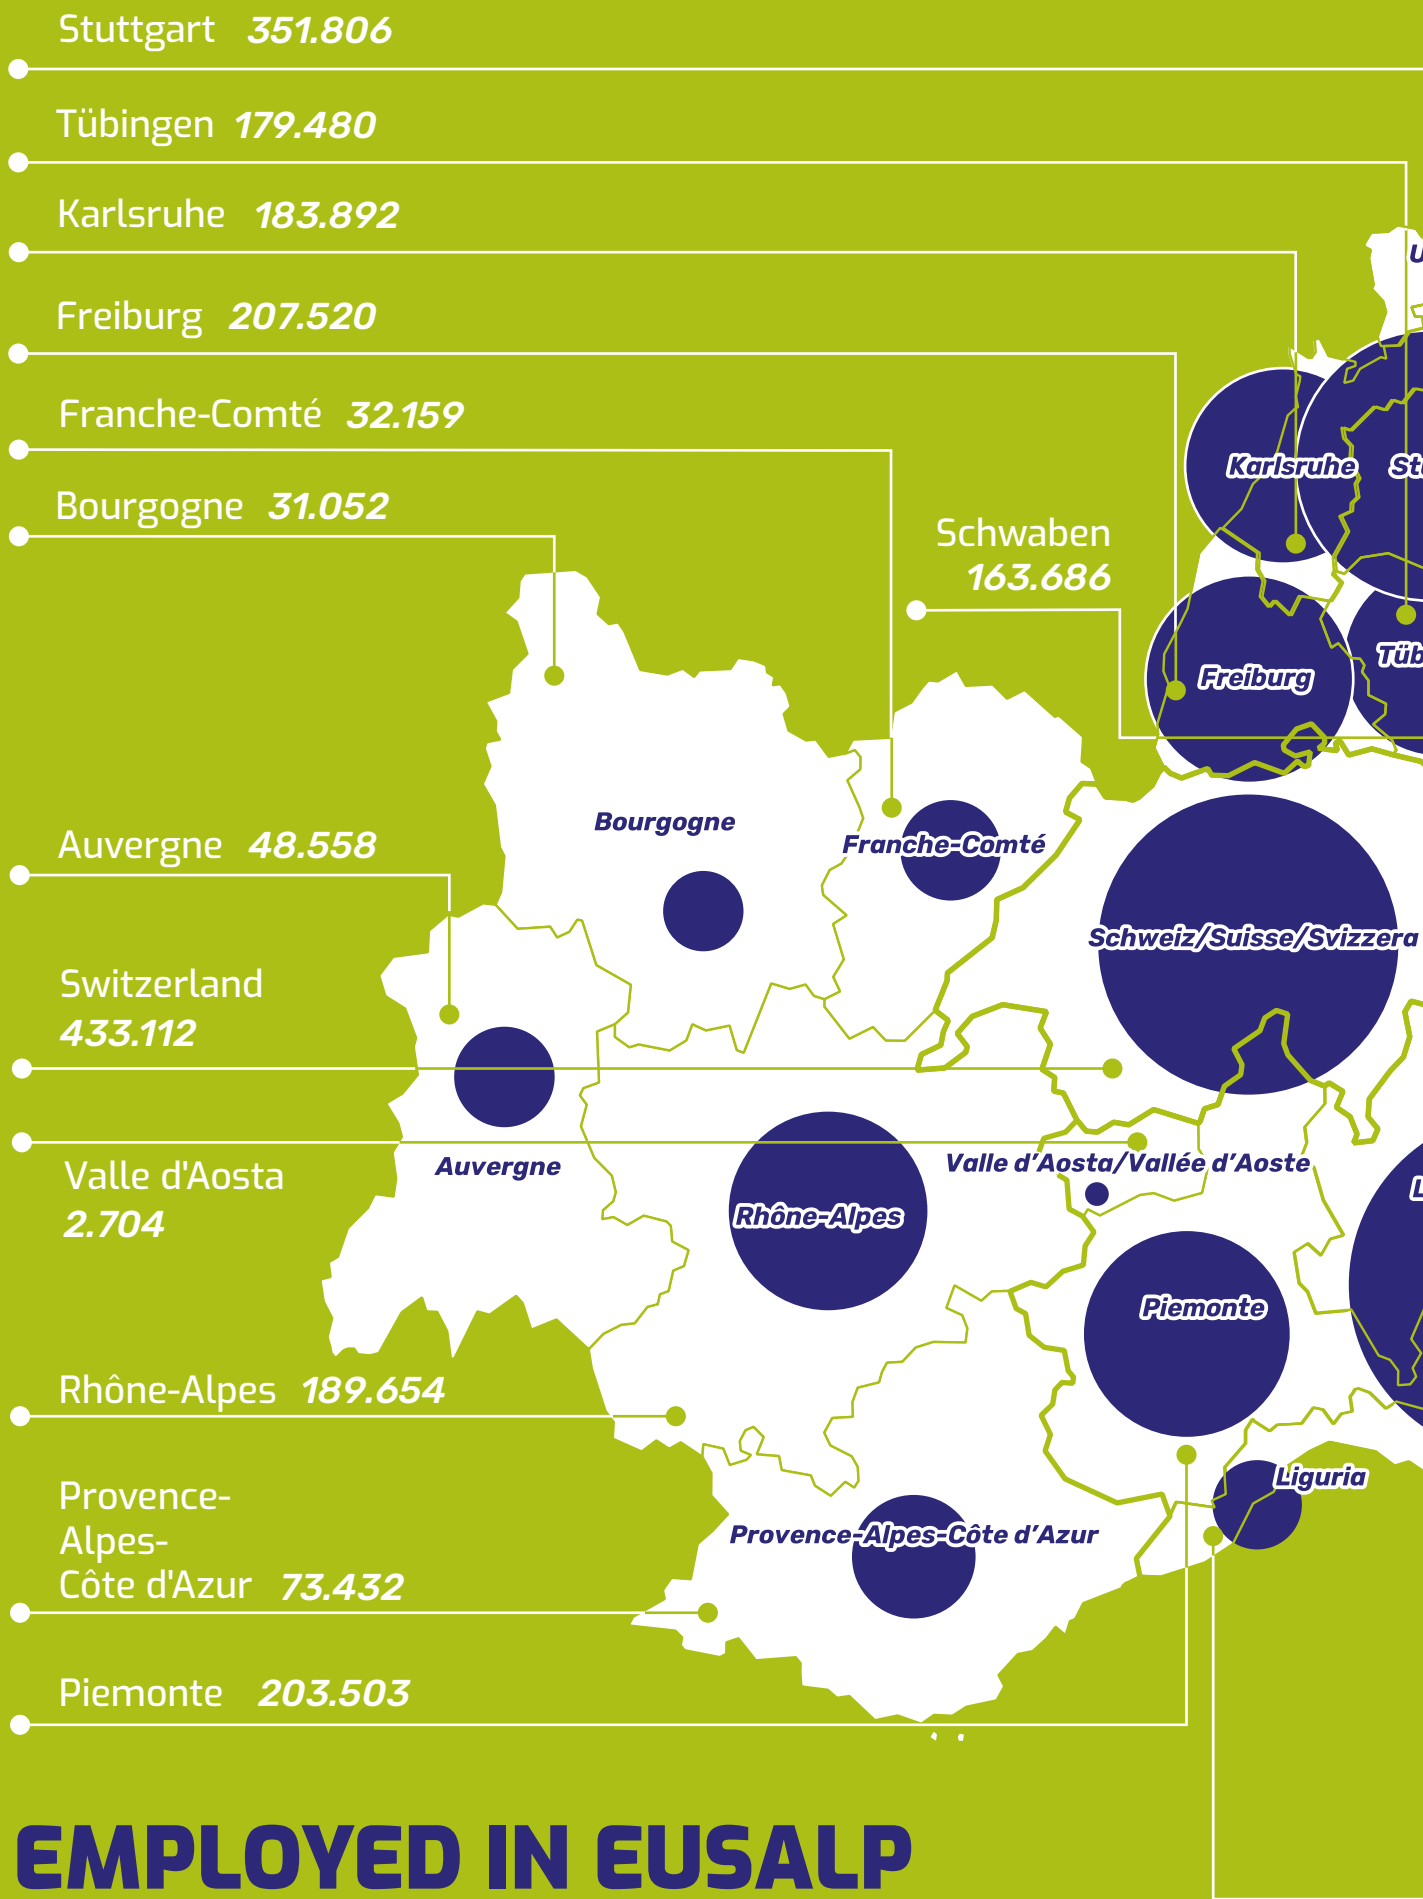 Stuttgart 351.806
Tübingen 179.480
Karlsruhe 183.892
Freiburg 207.520
Franche-Comté 32.159
Bourgogne 31.052
Schwaben
163.686
Karlsruhe
Freiburg
Bourgogne
Franche-Comté
Auvergne 48.558
Schweiz/Suisse/Svizzera
Switzerland
433.112
Valle d'Aosta
2.704
Auvergne
Valle d'Aosta/Vallée d'Aoste
Rhône-Alpes
Piemonte
Rhône-Alpes 189.654
Liguria
Provence-
Alpes-
Côte d'Azur 73.432
Provence-Alpes-Côte d'Azur
Piemonte 203.503
EMPLOYED IN EUSALP